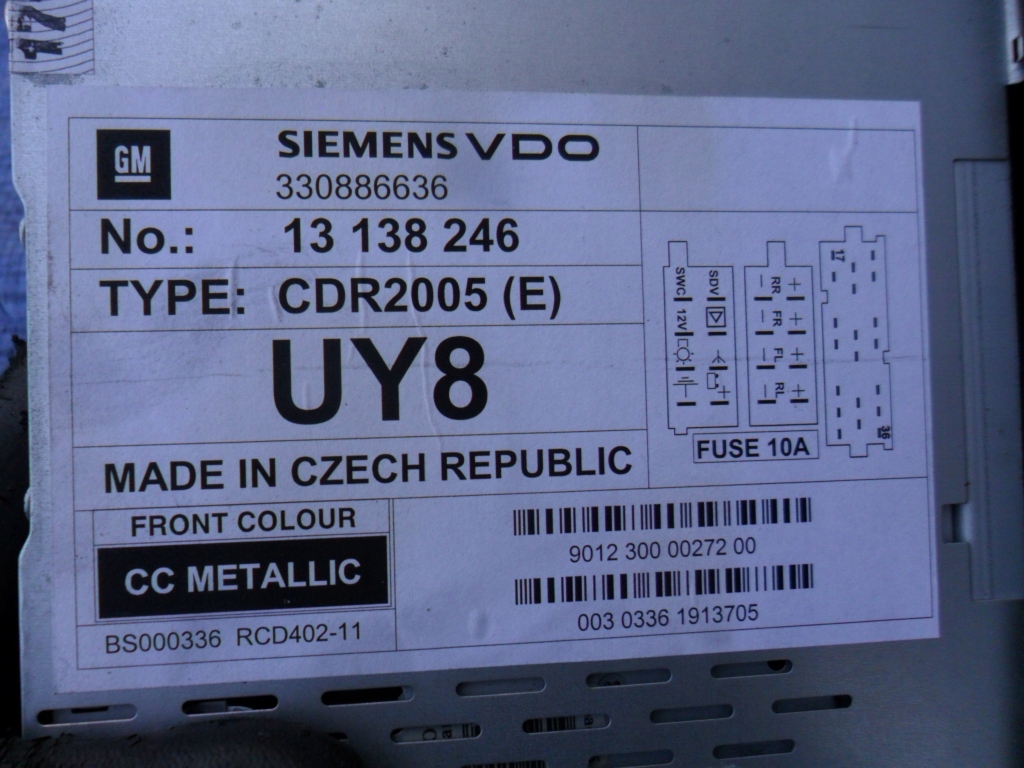 17
GM
SIEMENS VDO
330886636
No.: 13 138 246
TYPE: CDR2005 (E)
UY8
MADE IN CZECH REPUBLIC
SWC 12V
SDV
RR FR FL RL
17
36
FUSE 10A
FRONT COLOUR
CC METALLIC
BS000336 RCD402-11
9012 300 00272 00
003 0336 1913705